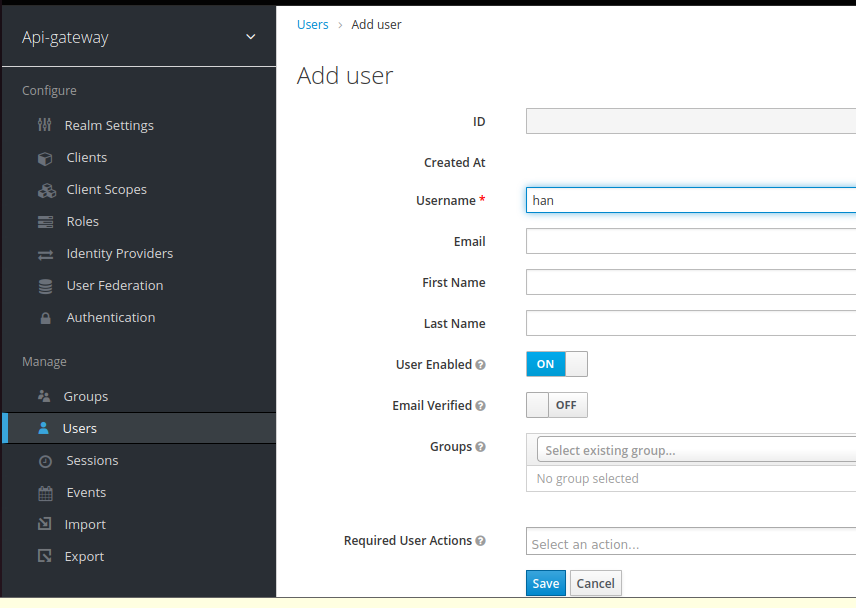 Api-gateway
Configure
Realm Settings
Clients
Client Scopes
Roles
Identity Providers
User Federation
Authentication
Manage
Groups
Users
Sessions
Events
Import
Export
Users › Add user
Add user
ID
Created At
Username * han
Email
First Name
Last Name
User Enabled ON
Email Verified OFF
Groups Select existing group...
No group selected
Required User Actions Select an action...
Save Cancel